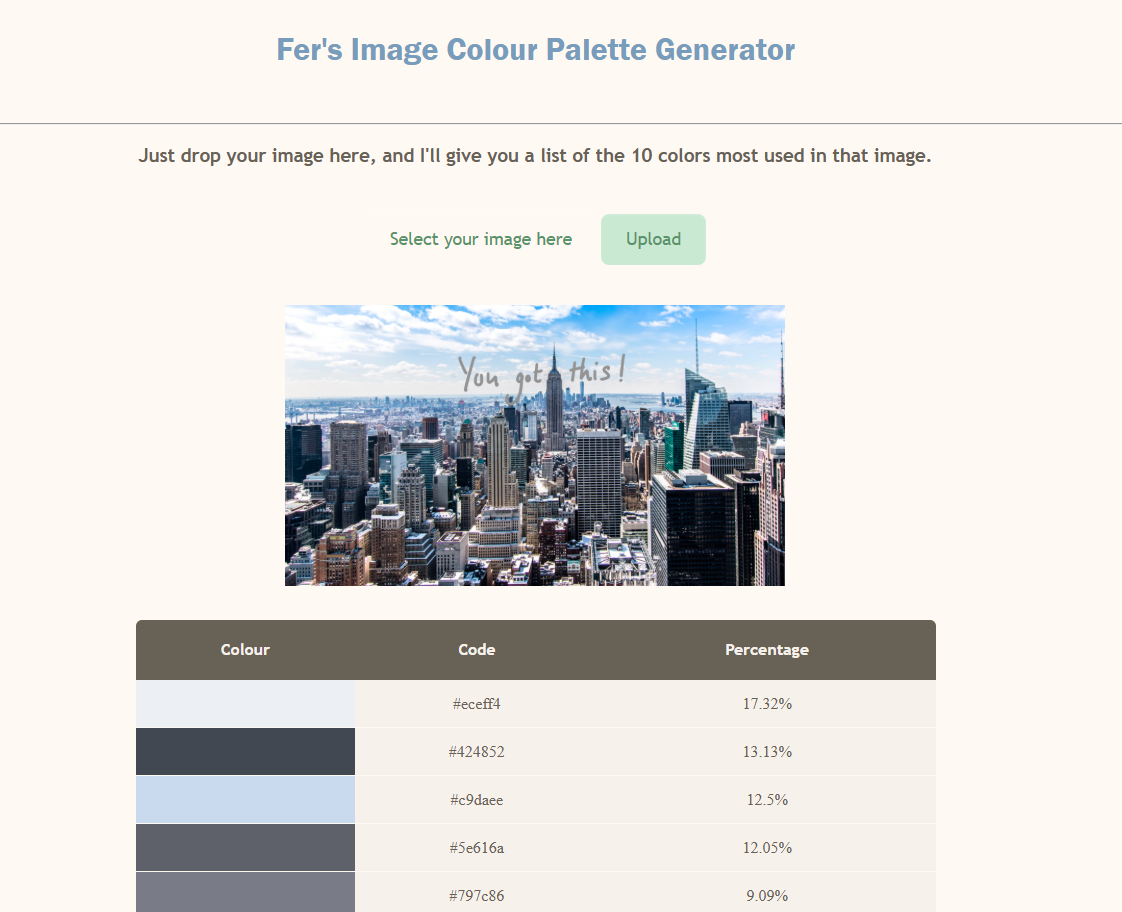 Fer's Image Colour Palette Generator
Just drop your image here, and I'll give you a list of the 10 colors most used in that image.
Select your image here Upload
You got this!
Colour Code Percentage
#eceff4 17.32%
#424852 13.13%
#c9daee 12.5%
#5e616a 12.05%
#797c86 9.09%